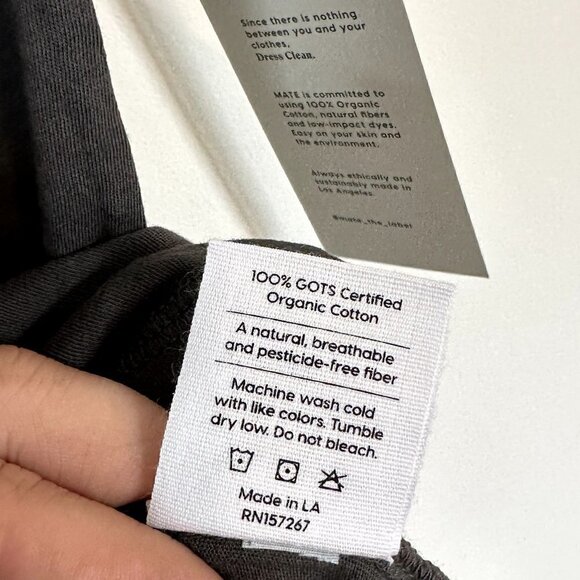 Since there is nothing
between you and your
clothes,
Dress Clean.
MATE is committed to
using 100% Organic
Cotton, natural fibers
and low-impact dyes.
Easy on your skin and
the environment.
Always ethically and
sustainably made in
Los Angeles.
@mate_the_label
100% GOTS Certified
Organic Cotton
A natural, breathable
and pesticide-free fiber
Machine wash cold
with like colors. Tumble
dry low. Do not bleach.
Made in LA
RN157267